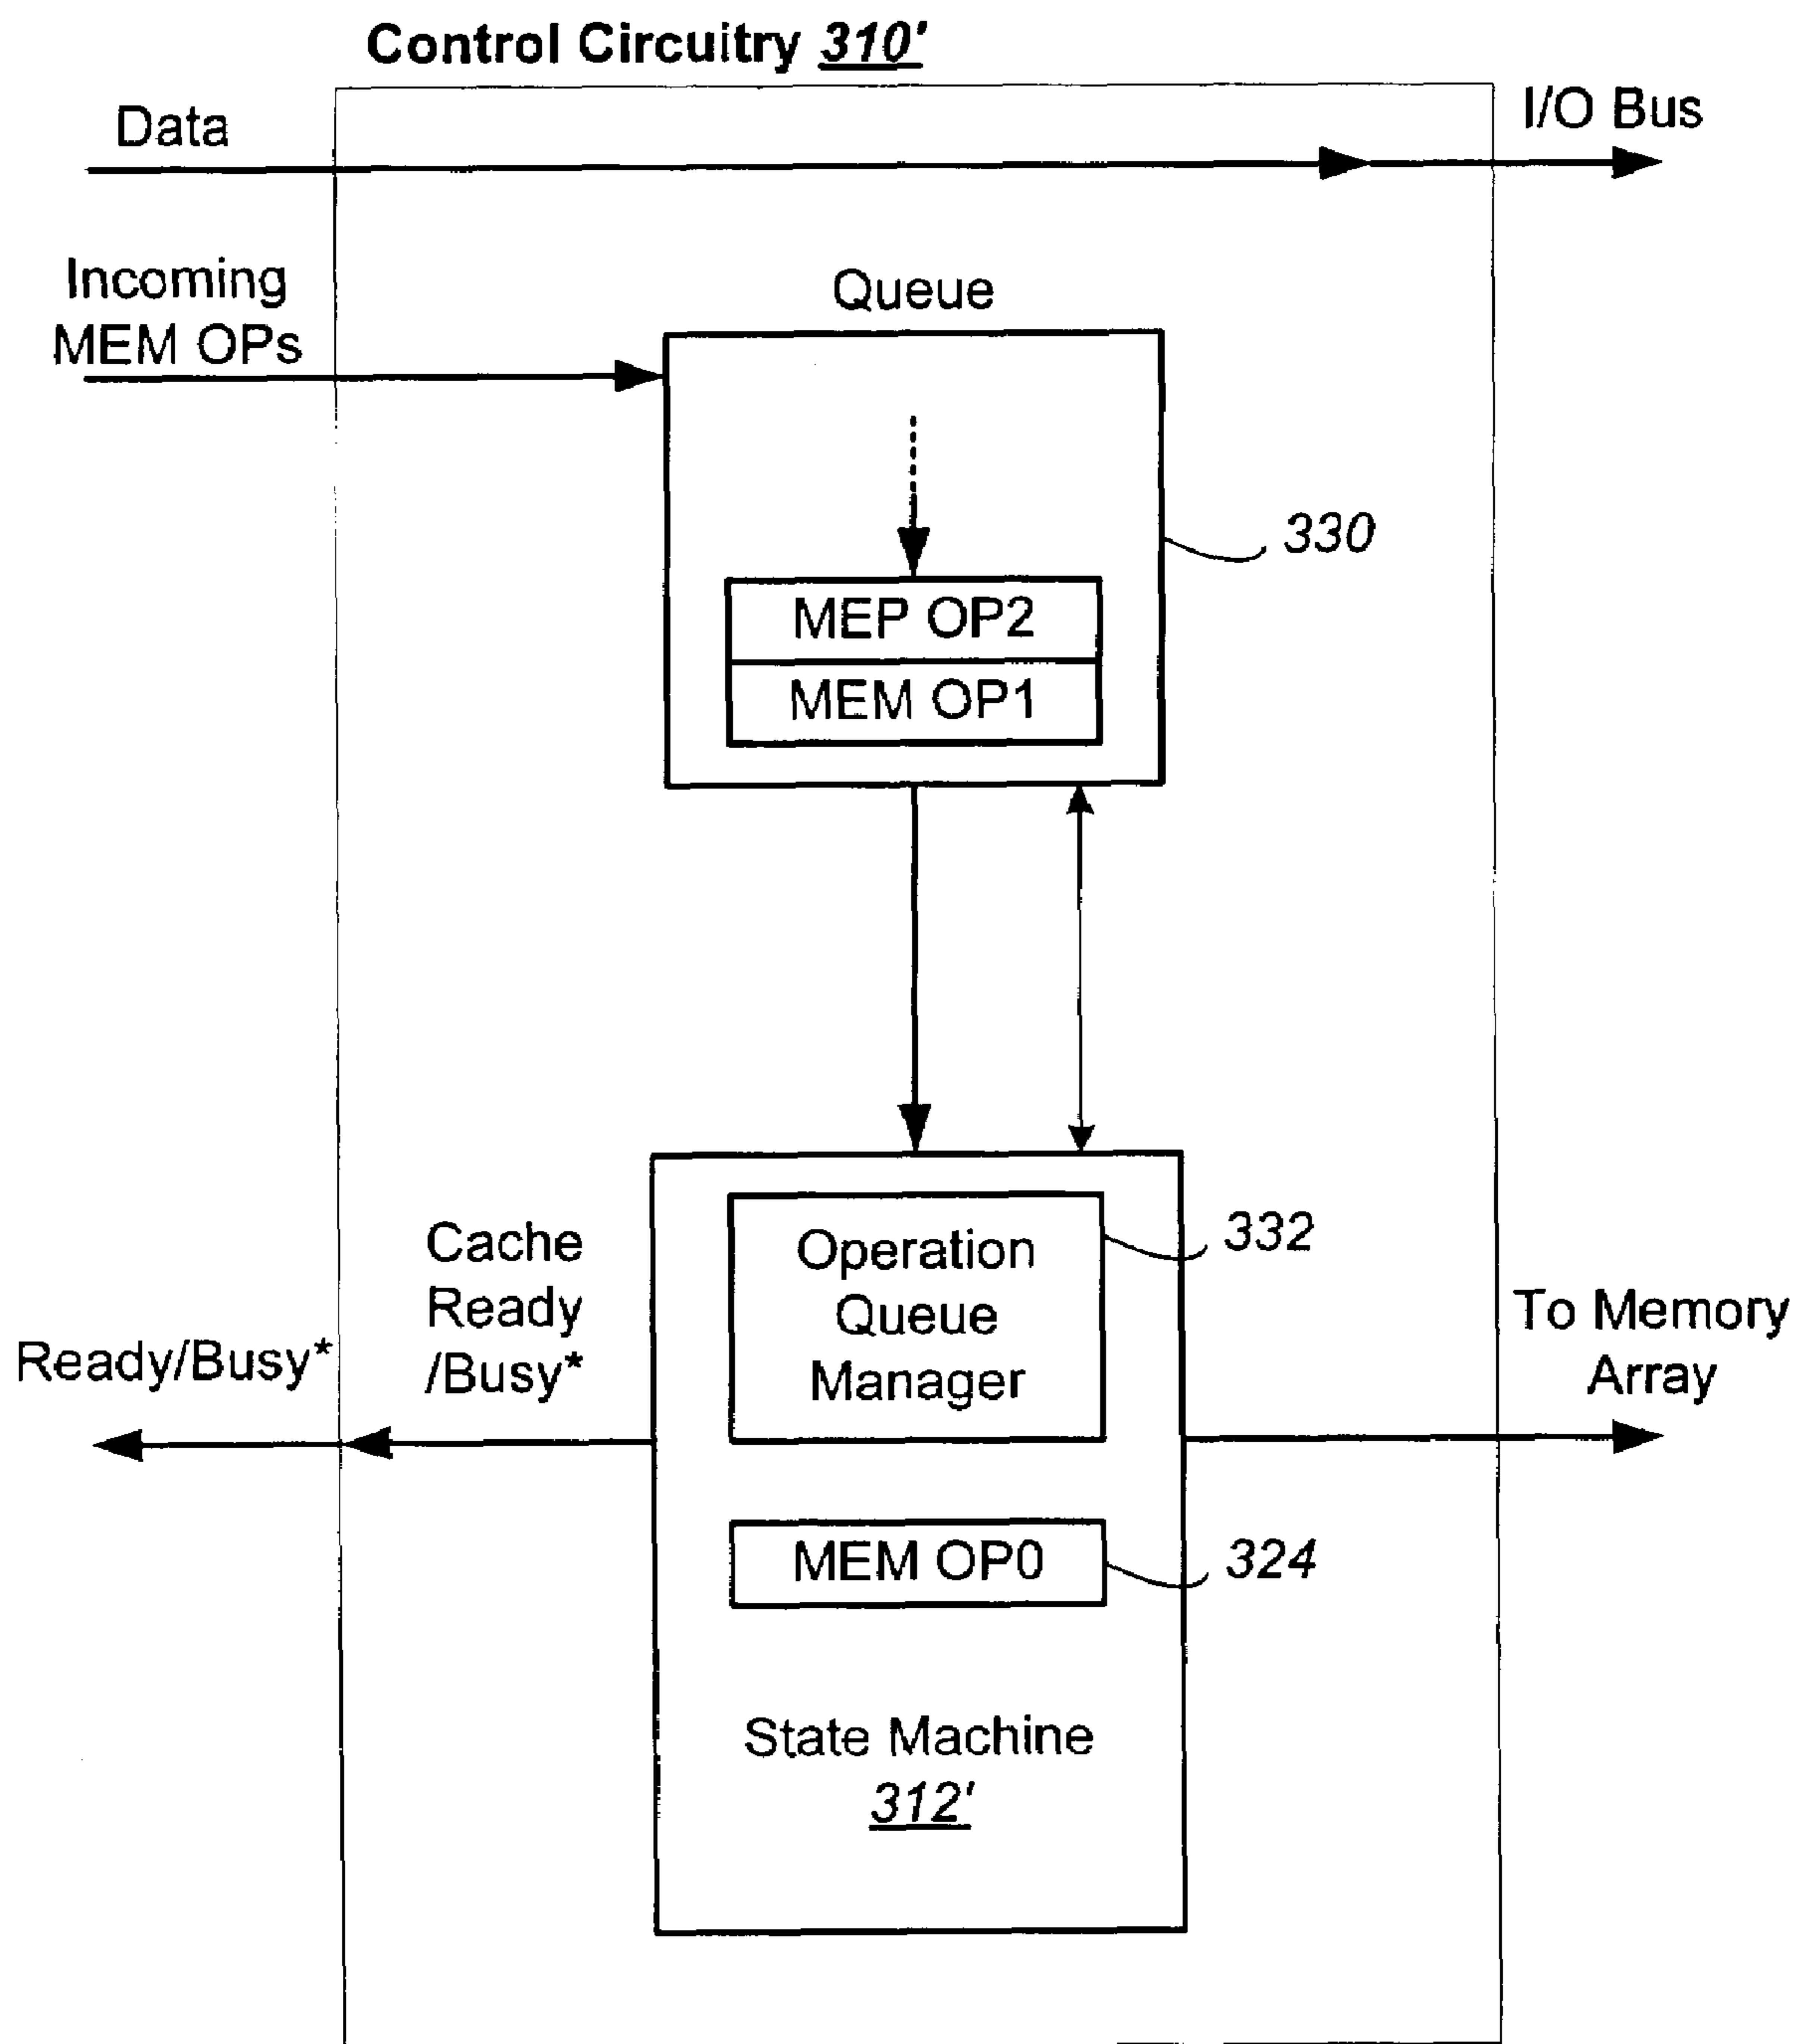 Control Circuitry 310'
Data
I/O Bus
Incoming
MEM OPs
Queue
330
MEP OP2
MEM OP1
Operation
Queue
Manager
332
Cache
Ready
/Busy*
Ready/Busy*
To Memory
Array
MEM OP0
324
State Machine
312'